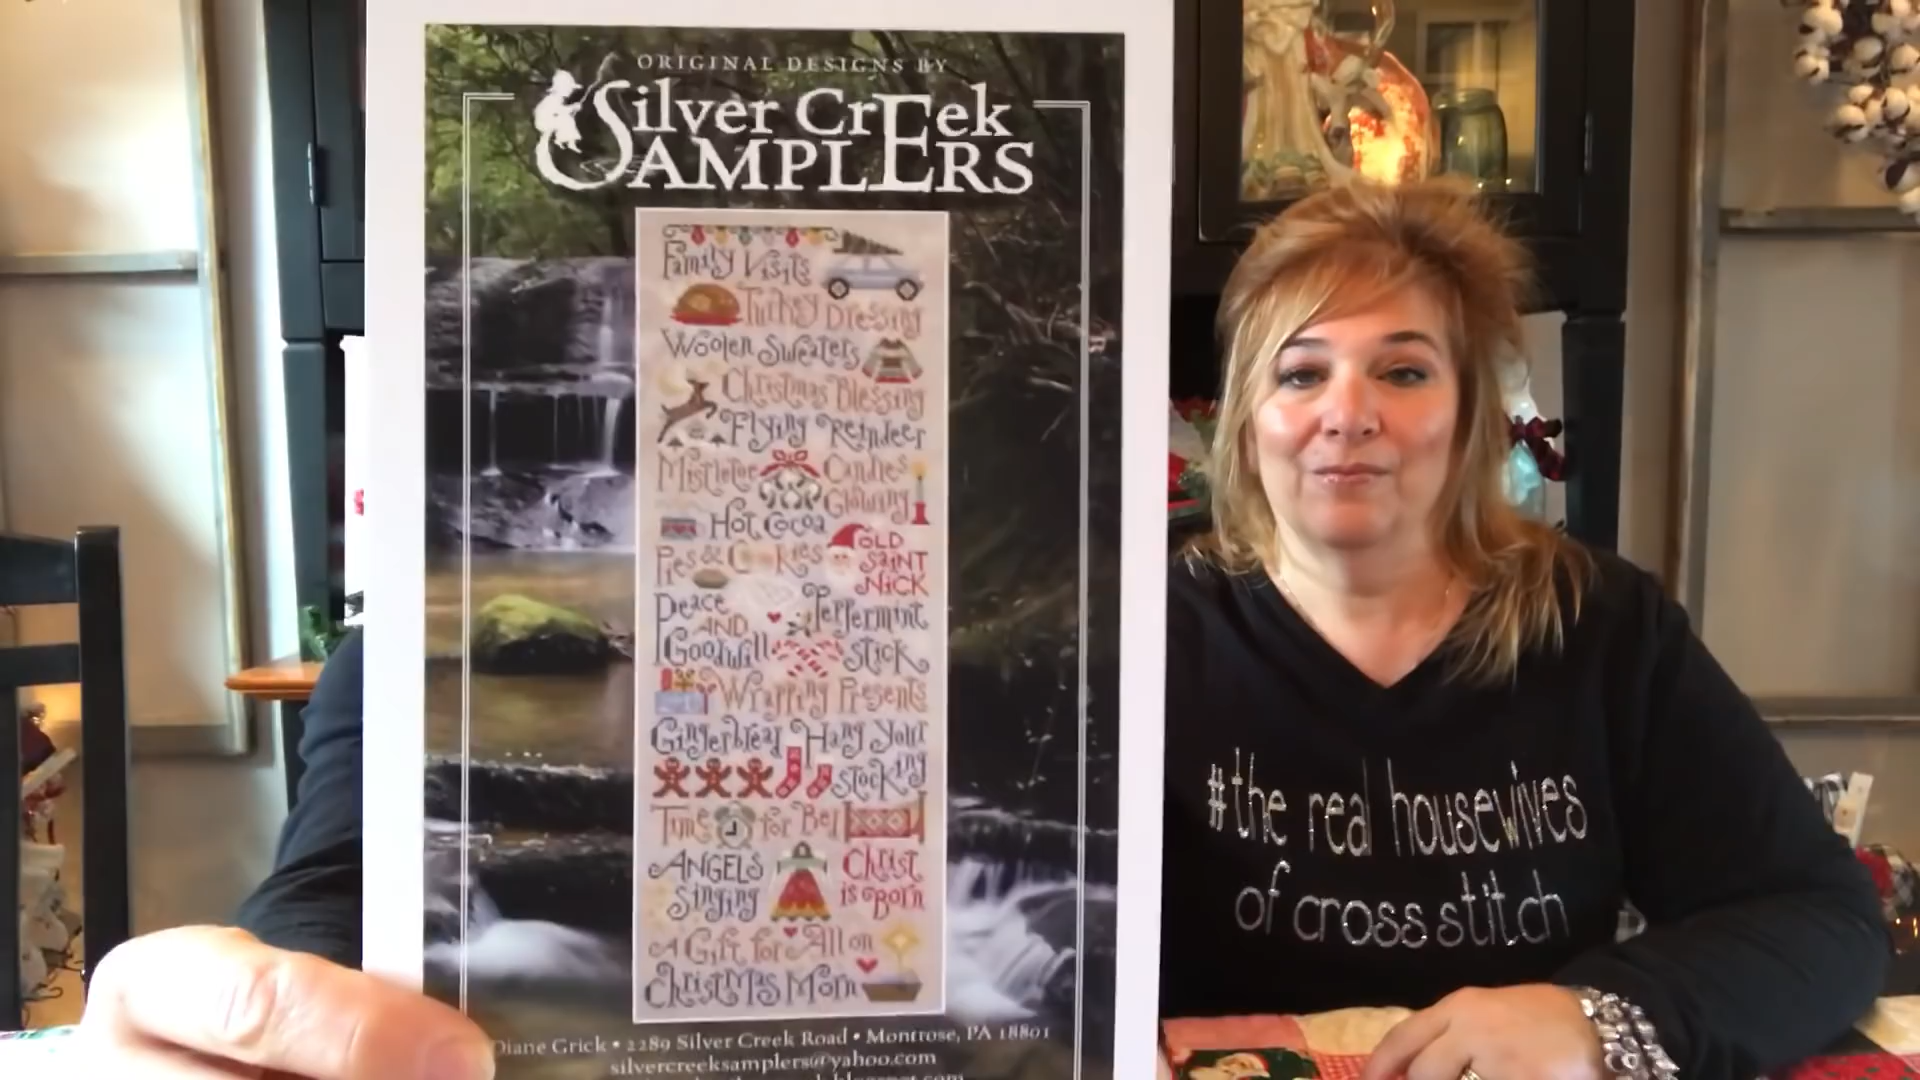 ORIGINAL DESIGNS BY
Silver CrEek
SAMPLERS
Family Visits
Turkey Dressing
Woolen Sweaters
Christmas Blessing
Flying Reindeer
Mistletoe
Candles
Glowing
Hot Cocoa
Pies & Cookies
OLD
SaiNT
NiCK
Peace
AND
Goodwill
Peppermint
stick
Wrapping Presents
Gingerbread
Hang Your
stocking
Time for Bed
ANGELS
singing
Christ
is Born
A Gift for All on
ChristMas Morn
Diane Grick • 2289 Silver Creek Road • Montrose, PA 18801
silvercreeksamplers@yahoo.com
#the real housewives
of cross stitch